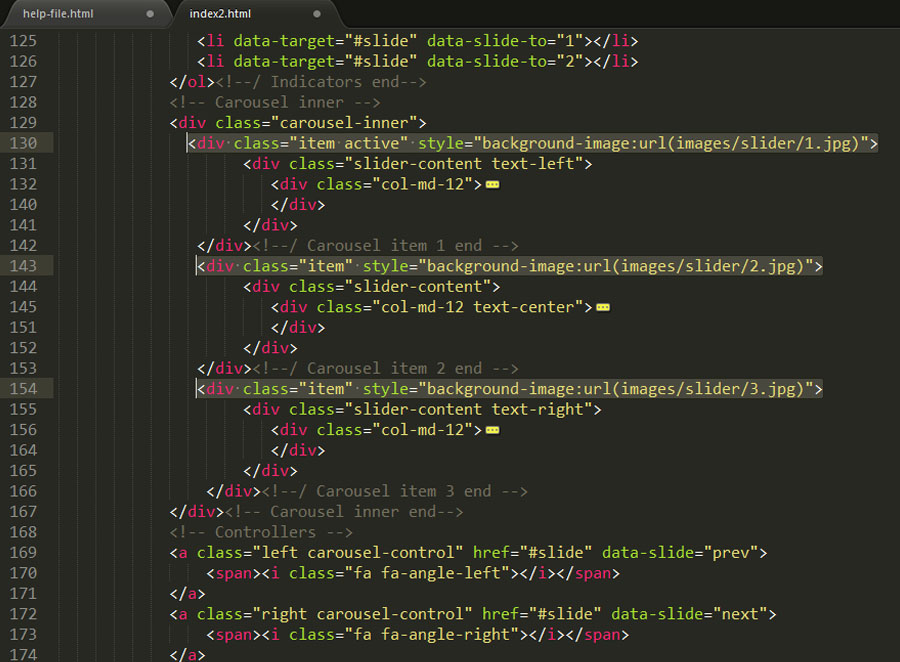 help-file.html index2.html
125 <li data-target="#slide" data-slide-to="1"></li>
126 <li data-target="#slide" data-slide-to="2"></li>
127 </ol><!--/ Indicators end-->
128 <!-- Carousel inner -->
129 <div class="carousel-inner">
130 <div class="item active" style="background-image:url(images/slider/1.jpg)">
131 <div class="slider-content text-left">
132 <div class="col-md-12">
140 </div>
141 </div>
142 </div><!--/ Carousel item 1 end -->
143 <div class="item" style="background-image:url(images/slider/2.jpg)">
144 <div class="slider-content">
145 <div class="col-md-12 text-center">
151 </div>
152 </div>
153 </div><!--/ Carousel item 2 end -->
154 <div class="item" style="background-image:url(images/slider/3.jpg)">
155 <div class="slider-content text-right">
156 <div class="col-md-12">
164 </div>
165 </div>
166 </div><!--/ Carousel item 3 end -->
167 </div><!-- Carousel inner end-->
168 <!-- Controllers -->
169 <a class="left carousel-control" href="#slide" data-slide="prev">
170 <span><i class="fa fa-angle-left"></i></span>
171 </a>
172 <a class="right carousel-control" href="#slide" data-slide="next">
173 <span><i class="fa fa-angle-right"></i></span>
174 </a>